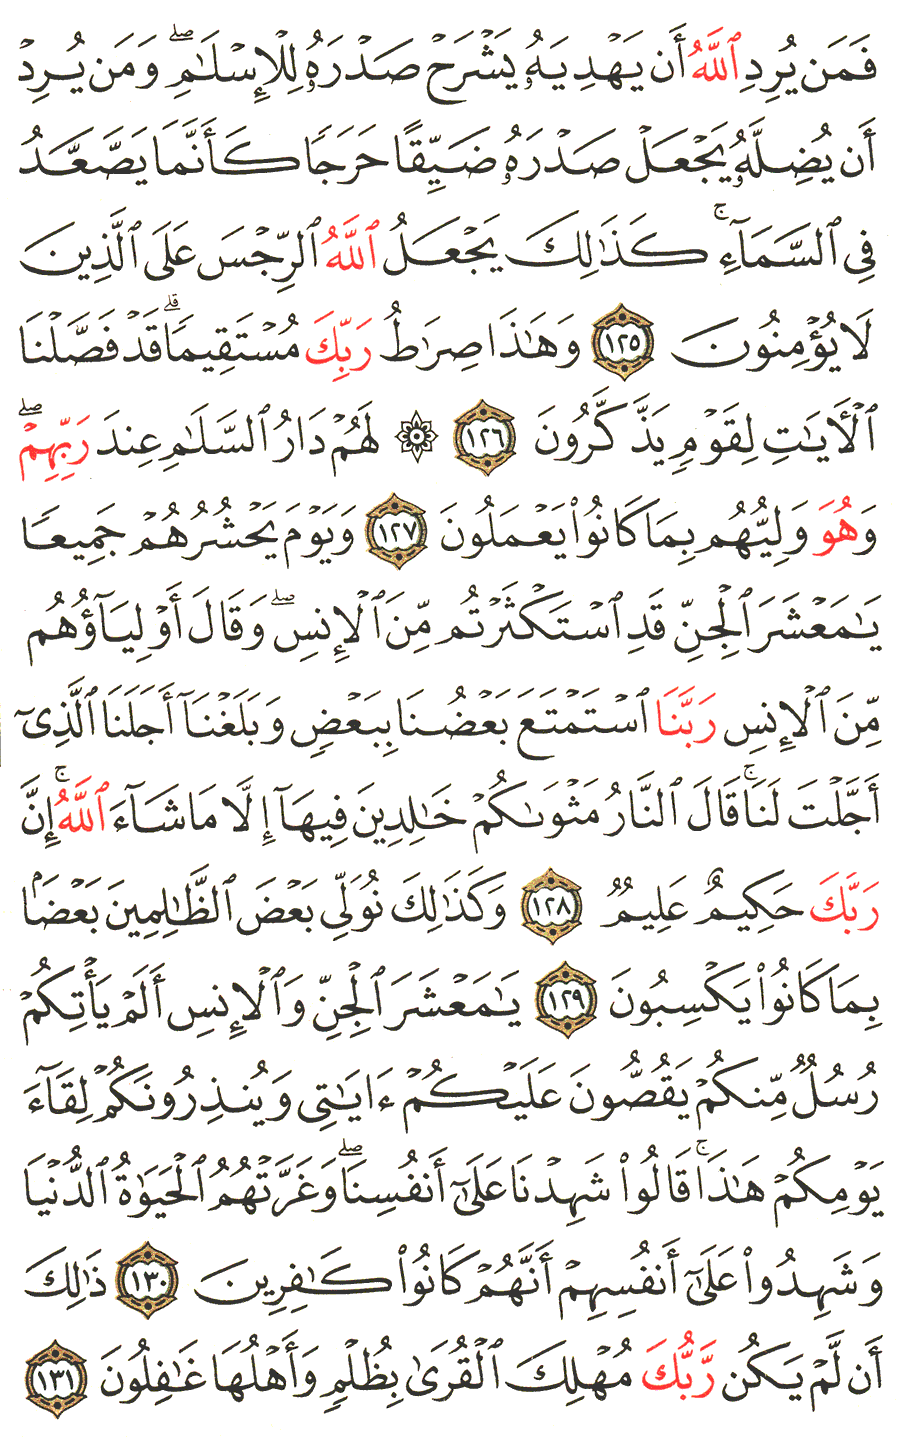 فَمَن يُرِدِ ٱللَّهُ أَن يَهْدِيَهُۥ يَشْرَحْ صَدْرَهُۥ لِلْإِسْلَٰمِ ۖ وَمَن يُرِدْ
أَن يُضِلَّهُۥ يَجْعَلْ صَدْرَهُۥ ضَيِّقًا حَرَجًا كَأَنَّمَا يَصَّعَّدُ
فِى ٱلسَّمَآءِ ۚ كَذَٰلِكَ يَجْعَلُ ٱللَّهُ ٱلرِّجْسَ عَلَى ٱلَّذِينَ
لَا يُؤْمِنُونَ ١٢٥ وَهَٰذَا صِرَٰطُ رَبِّكَ مُسْتَقِيمًا ۗ قَدْ فَصَّلْنَا
ٱلْءَايَٰتِ لِقَوْمٍ يَذَّكَّرُونَ ١٢٦ ۞ لَهُمْ دَارُ ٱلسَّلَٰمِ عِندَ رَبِّهِمْ ۖ
وَهُوَ وَلِيُّهُم بِمَا كَانُوا۟ يَعْمَلُونَ ١٢٧ وَيَوْمَ يَحْشُرُهُمْ جَمِيعًا
يَٰمَعْشَرَ ٱلْجِنِّ قَدِ ٱسْتَكْثَرْتُم مِّنَ ٱلْإِنسِ ۖ وَقَالَ أَوْلِيَآؤُهُم
مِّنَ ٱلْإِنسِ رَبَّنَا ٱسْتَمْتَعَ بَعْضُنَا بِبَعْضٍ وَبَلَغْنَآ أَجَلَنَا ٱلَّذِىٓ
أَجَّلْتَ لَنَا ۚ قَالَ ٱلنَّارُ مَثْوَىٰكُمْ خَٰلِدِينَ فِيهَآ إِلَّا مَا شَآءَ ٱللَّهُ ۚ إِنَّ
رَبَّكَ حَكِيمٌ عَلِيمٌ ١٢٨ وَكَذَٰلِكَ نُوَلِّى بَعْضَ ٱلظَّٰلِمِينَ بَعْضًۢا
بِمَا كَانُوا۟ يَكْسِبُونَ ١٢٩ يَٰمَعْشَرَ ٱلْجِنِّ وَٱلْإِنسِ أَلَمْ يَأْتِكُمْ
رُسُلٌ مِّنكُمْ يَقُصُّونَ عَلَيْكُمْ ءَايَٰتِى وَيُنذِرُونَكُمْ لِقَآءَ
يَوْمِكُمْ هَٰذَا ۚ قَالُوا۟ شَهِدْنَا عَلَىٰٓ أَنفُسِنَا ۖ وَغَرَّتْهُمُ ٱلْحَيَوٰةُ ٱلدُّنْيَا
وَشَهِدُوا۟ عَلَىٰٓ أَنفُسِهِمْ أَنَّهُمْ كَانُوا۟ كَٰفِرِينَ ١٣٠ ذَٰلِكَ
أَن لَّمْ يَكُن رَّبُّكَ مُهْلِكَ ٱلْقُرَىٰ بِظُلْمٍ وَأَهْلُهَا غَٰفِلُونَ ١٣١